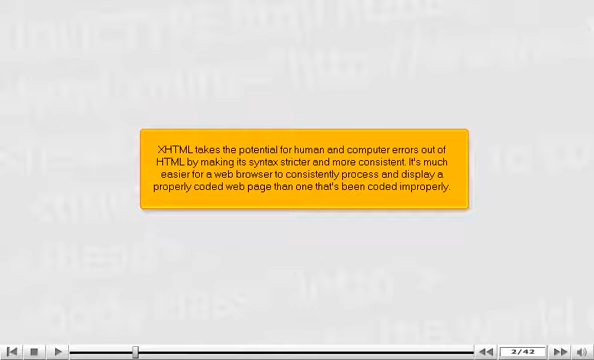 XHTML takes the potential for human and computer errors out of
HTML by making its syntax stricter and more consistent. It's much
easier for a web browser to consistently process and display a
properly coded web page than one that's been coded improperly.
2/42